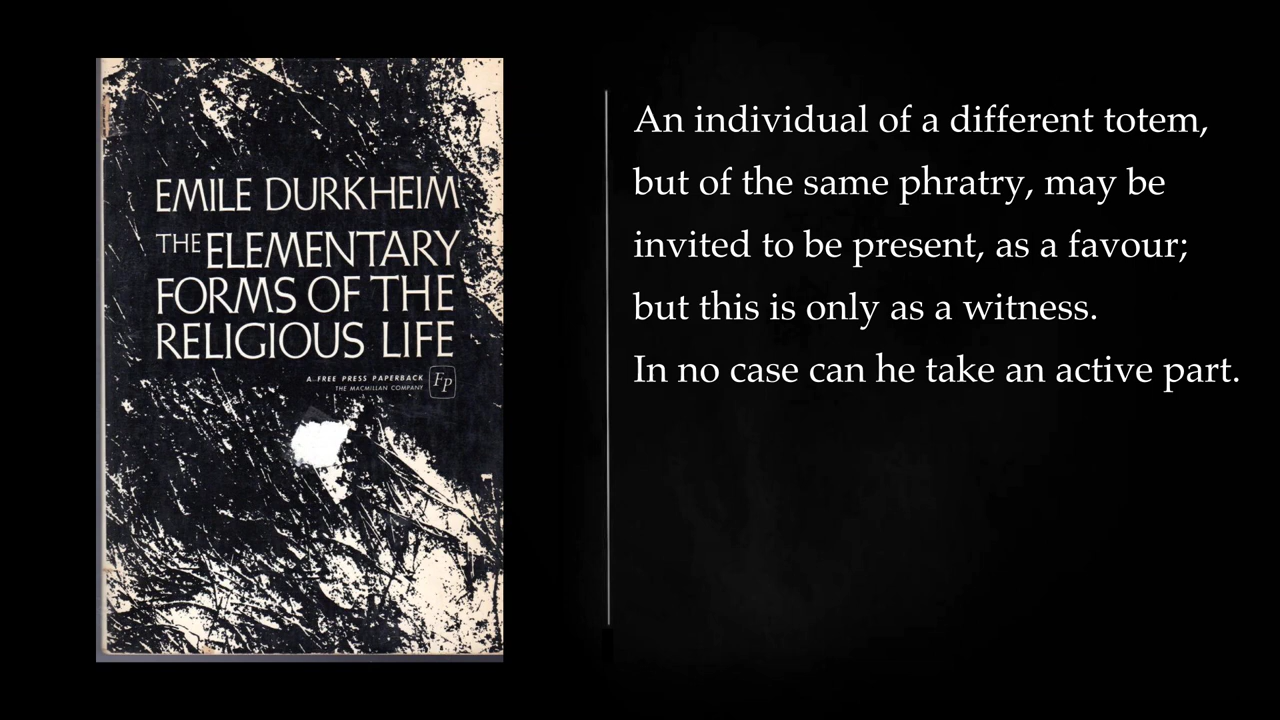 EMILE DURKHEIM
THE ELEMENTARY
FORMS OF THE
RELIGIOUS LIFE
A FREE PRESS PAPERBACK
THE MACMILLAN COMPANY
Fp
An individual of a different totem,
but of the same phratry, may be
invited to be present, as a favour;
but this is only as a witness.
In no case can he take an active part.